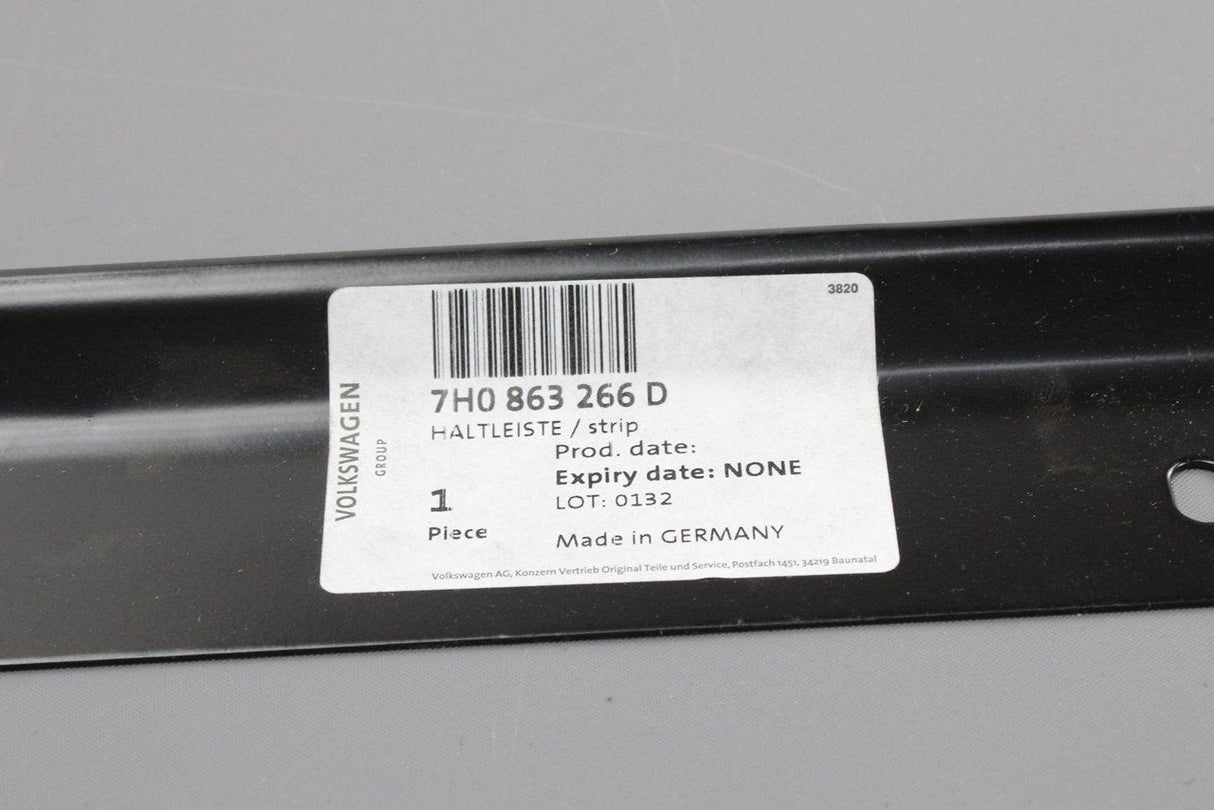 3820
7H0 863 266 D
HALTLEISTE / strip
Prod. date:
Expiry date: NONE
LOT: 0132
1
Piece
Made in GERMANY
Volkswagen AG, Konzern Vertrieb Original Teile und Service, Postfach 1451, 34219 Baunatal
VOLKSWAGEN
GROUP